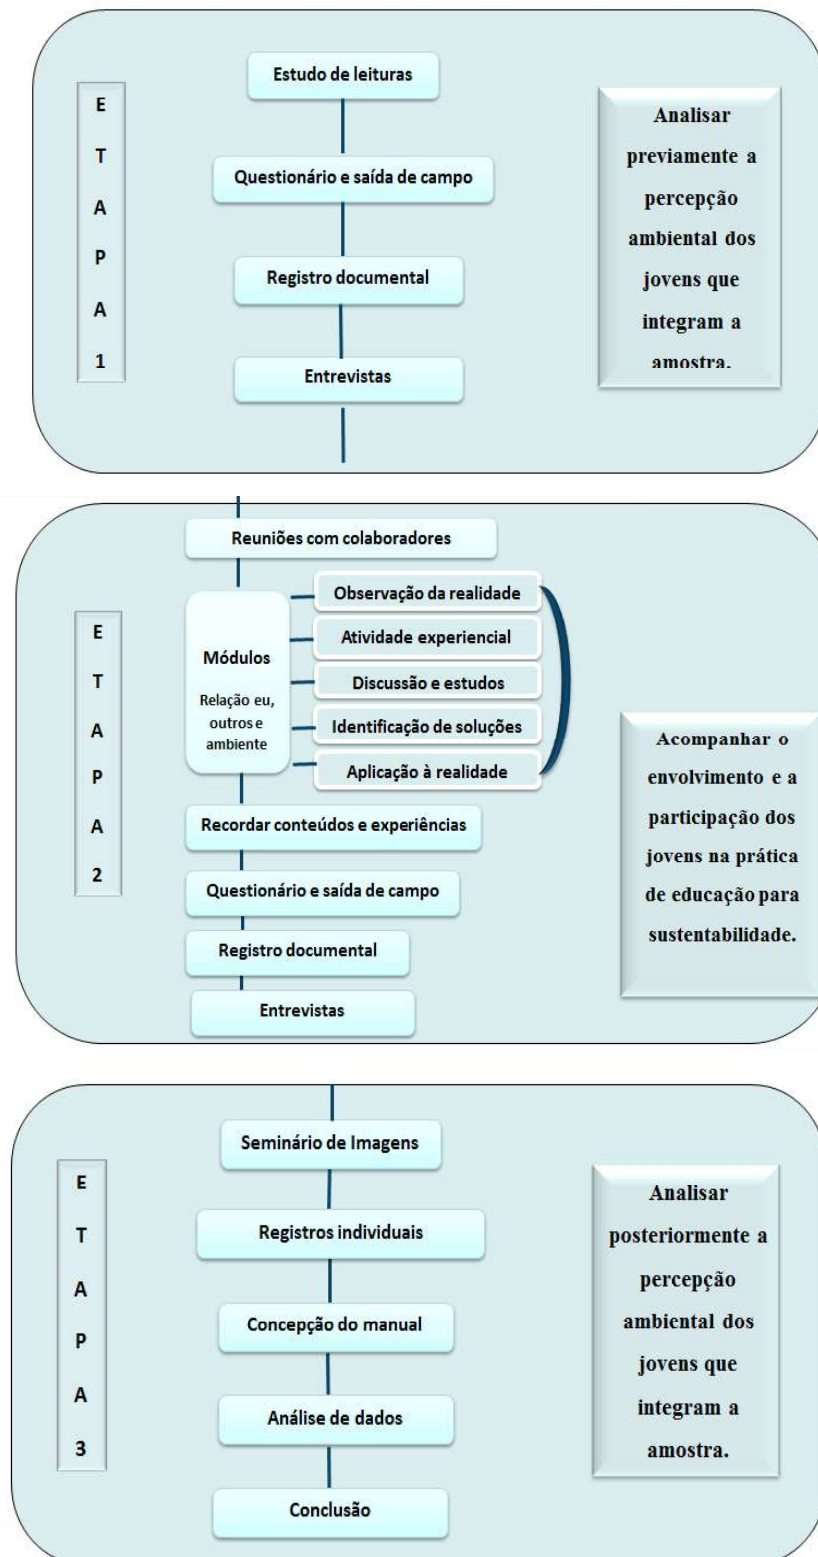 E
T
A
P
A
1
Estudo de leituras
Questionário e saída de campo
Registro documental
Entrevistas
Analisar
previamente a
percepção
ambiental dos
jovens que
integram a
amostra.
E
T
A
P
A
2
Reuniões com colaboradores
Módulos
Relação eu,
outros e
ambiente
Observação da realidade
Atividade experiencial
Discussão e estudos
Identificação de soluções
Aplicação à realidade
Recordar conteúdos e experiências
Questionário e saída de campo
Registro documental
Entrevistas
Acompanhar o
envolvimento e a
participação dos
jovens na prática
de educação para
sustentabilidade.
E
T
A
P
A
3
Seminário de Imagens
Registros individuais
Concepção do manual
Análise de dados
Conclusão
Analisar
posteriormente a
percepção
ambiental dos
jovens que
integram a
amostra.